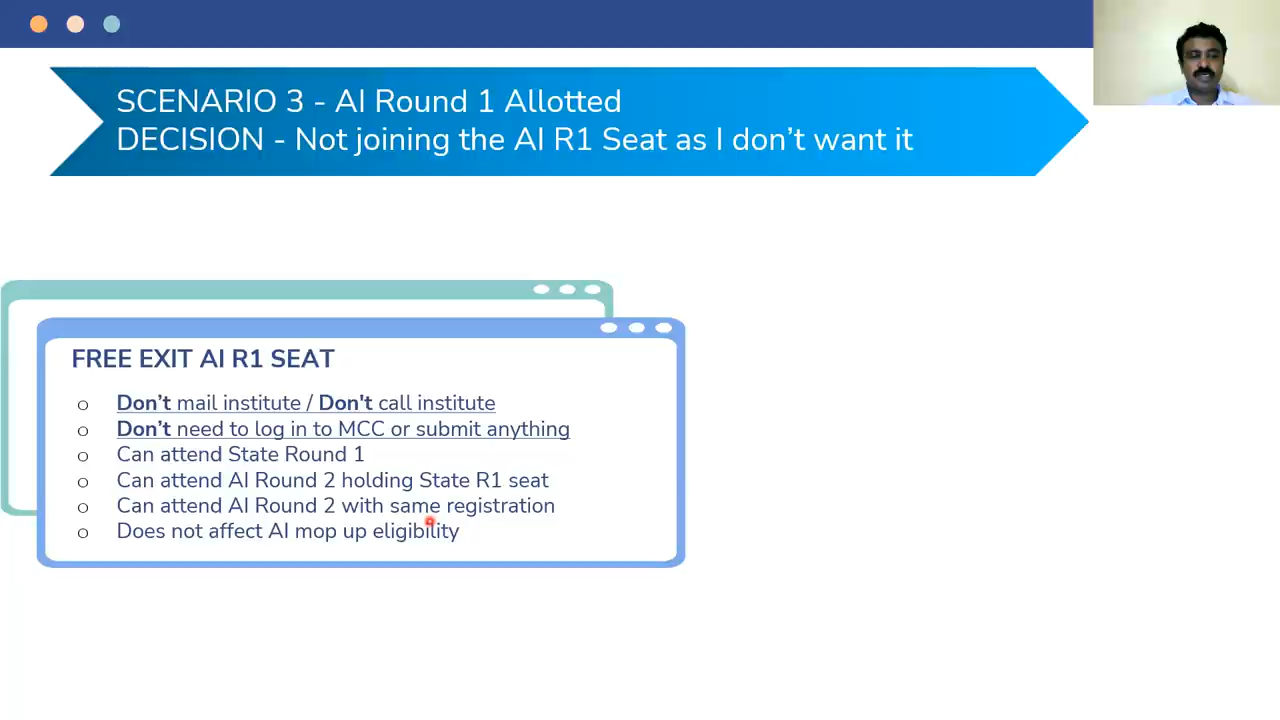 SCENARIO 3 - AI Round 1 Allotted
DECISION - Not joining the AI R1 Seat as I don’t want it
FREE EXIT AI R1 SEAT
o Don’t mail institute / Don't call institute
o Don’t need to log in to MCC or submit anything
o Can attend State Round 1
o Can attend AI Round 2 holding State R1 seat
o Can attend AI Round 2 with same registration
o Does not affect AI mop up eligibility